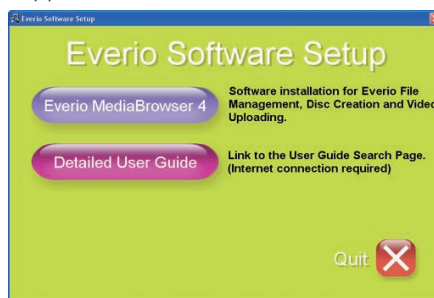 Everio Software Setup
Everio Software Setup
Everio MediaBrowser 4
Software installation for Everio File
Management, Disc Creation and Video
Uploading.
Detailed User Guide
Link to the User Guide Search Page.
(Internet connection required)
Quit